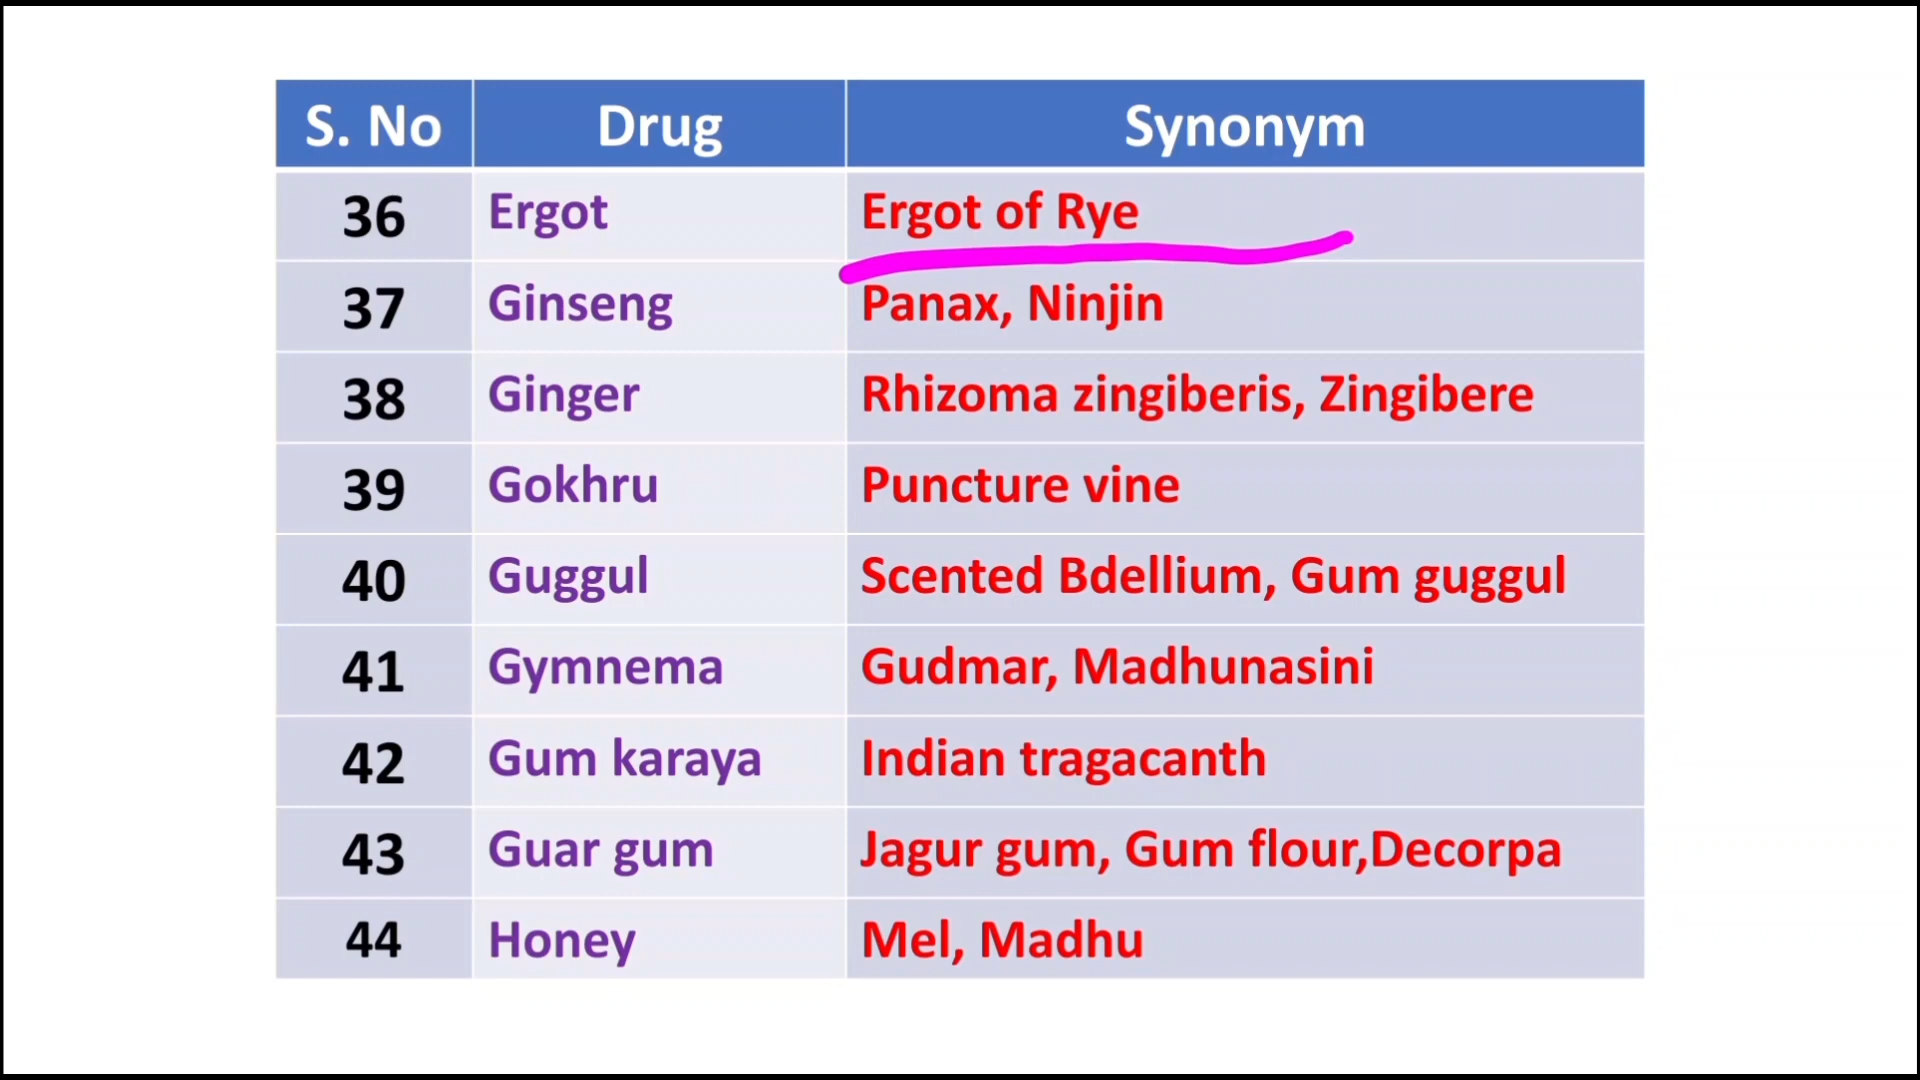 S. No Drug Synonym
36 Ergot Ergot of Rye
37 Ginseng Panax, Ninjin
38 Ginger Rhizoma zingiberis, Zingibere
39 Gokhru Puncture vine
40 Guggul Scented Bdellium, Gum guggul
41 Gymnema Gudmar, Madhunasini
42 Gum karaya Indian tragacanth
43 Guar gum Jagur gum, Gum flour,Decorpa
44 Honey Mel, Madhu